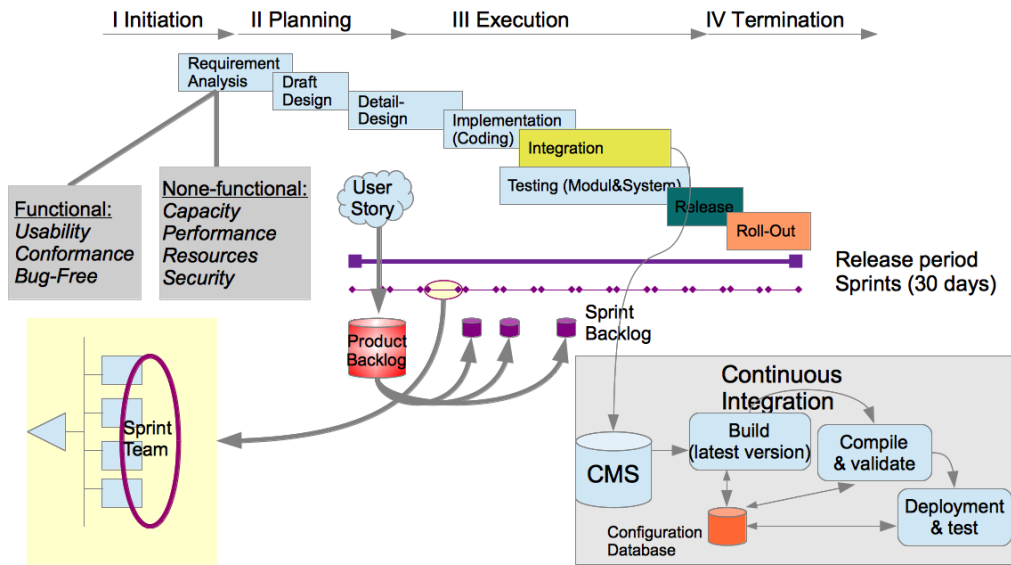 I Initiation
II Planning
III Execution
IV Termination
Requirement
Analysis
Draft
Design
Detail-
Design
Implementation
(Coding)
Integration
Testing (Modul&System)
Release
Roll-Out
Functional:
Usability
Conformance
Bug-Free
None-functional:
Capacity
Performance
Resources
Security
User
Story
Release period
Sprints (30 days)
Product
Backlog
Sprint
Backlog
Sprint
Team
Continuous
Integration
CMS
Build
(latest version)
Compile
& validate
Deployment
& test
Configuration
Database